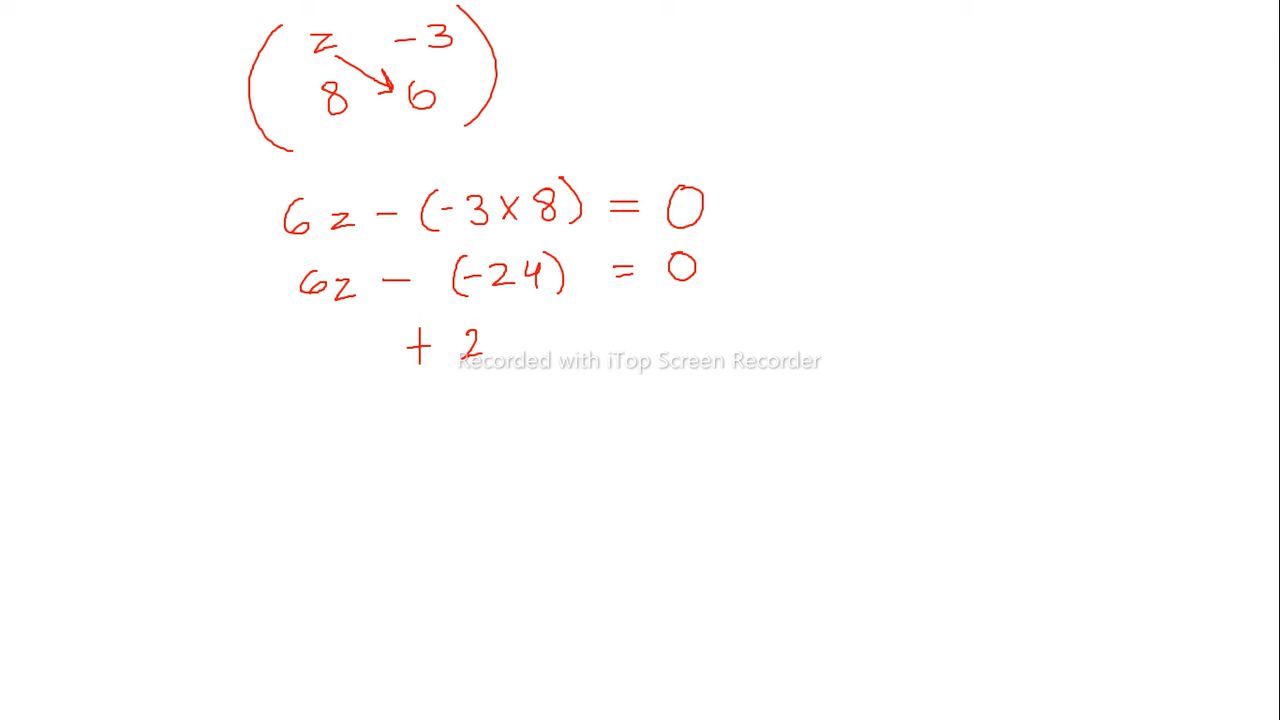 z -3
8 6
6z - (-3 x 8) = 0
6z - (-24) = 0
+ 2
Recorded with iTop Screen Recorder